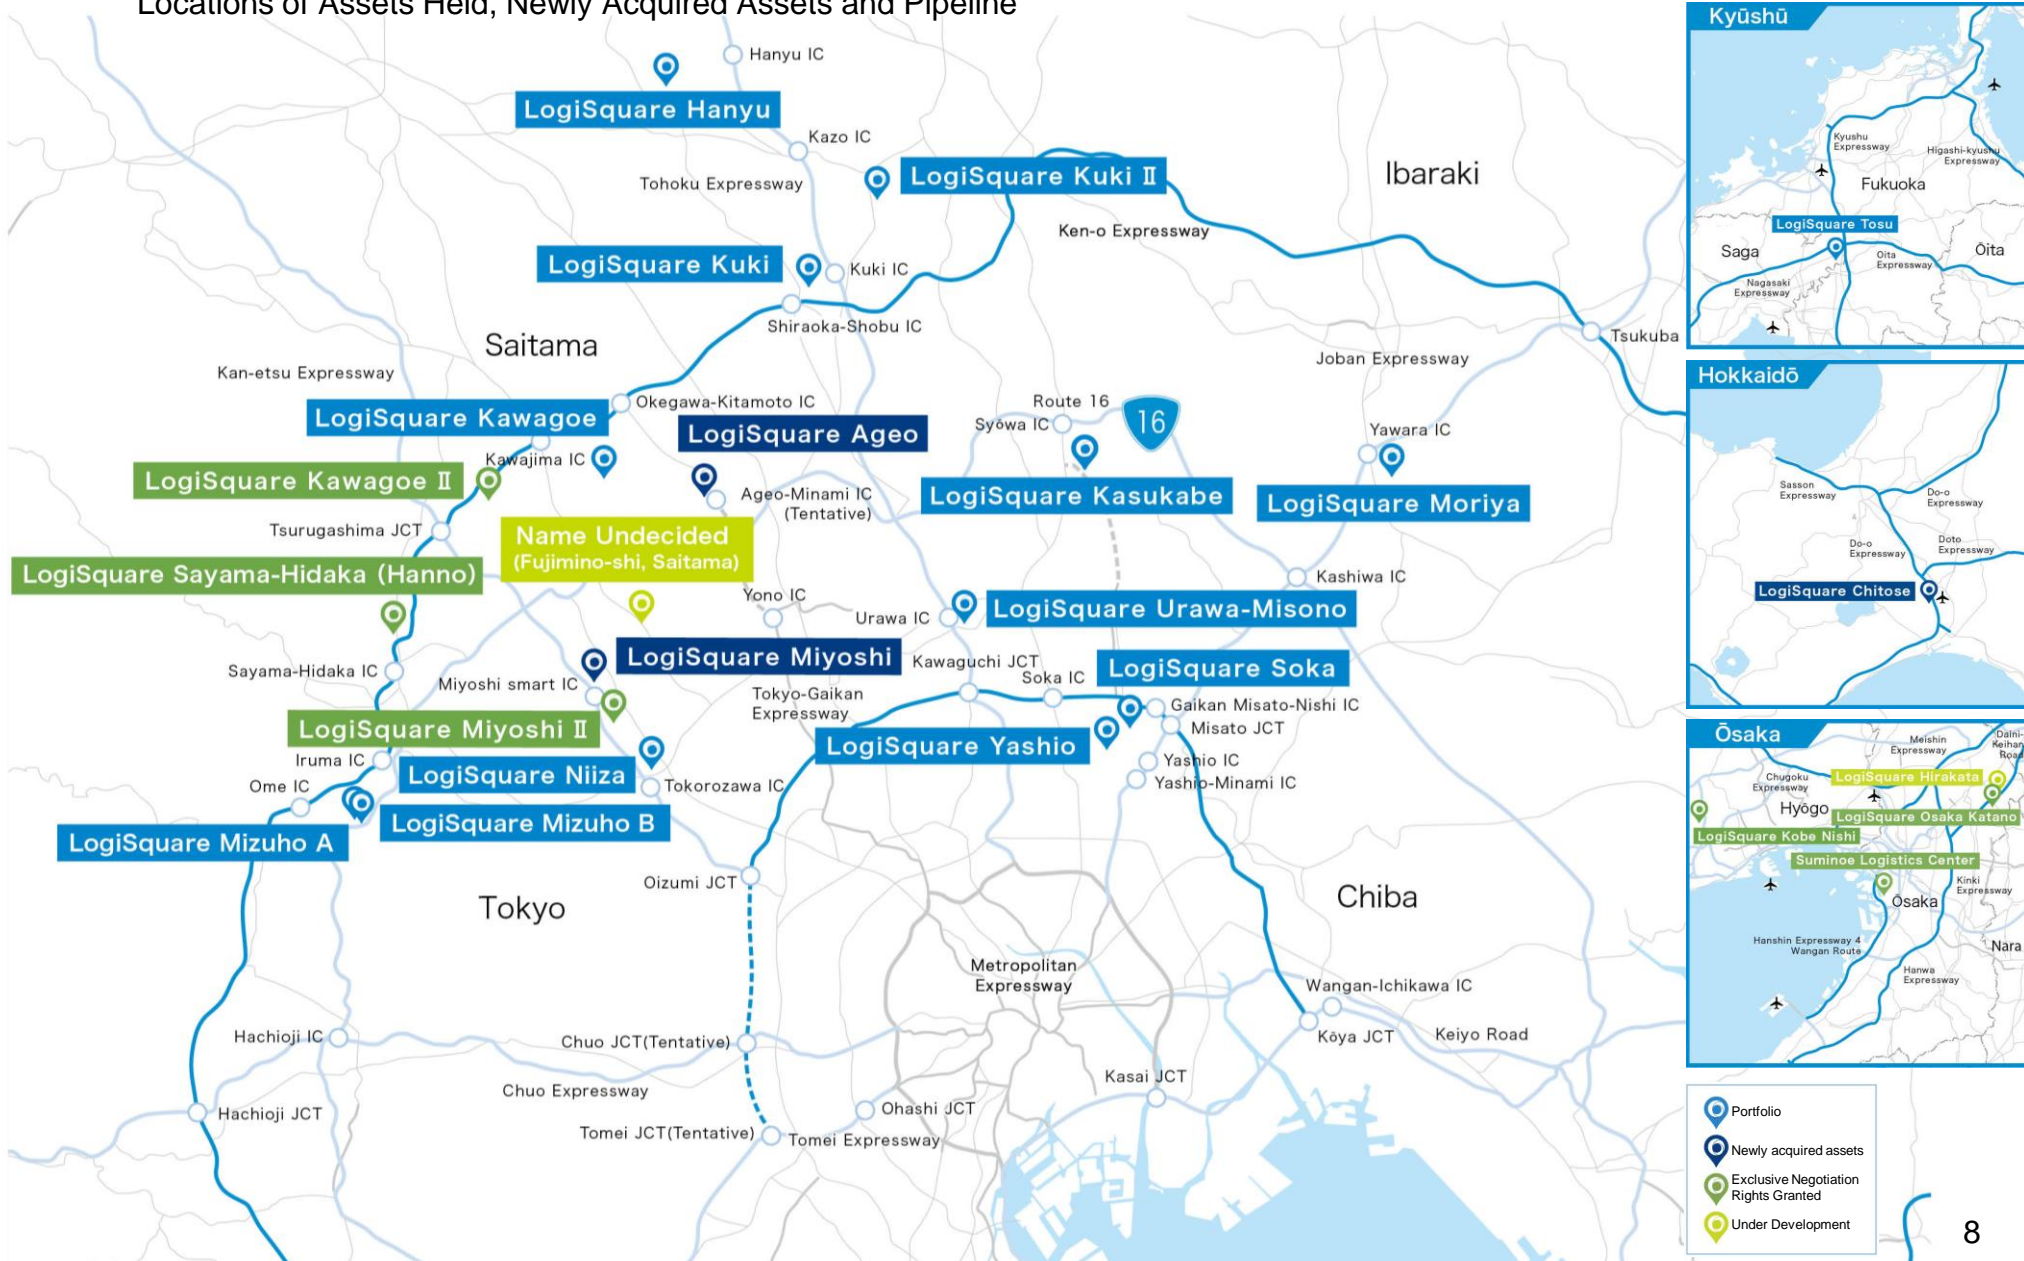 Locations of Assets Held, Newly Acquired Assets and Pipeline
Hanyu IC
LogiSquare Hanyu
Kazo IC
Tohoku Expressway
LogiSquare Kuki Ⅱ
Ibaraki
Ken-o Expressway
LogiSquare Kuki
Kuki IC
Shiraoka-Shobu IC
Saitama
Tsukuba
Joban Expressway
Kan-etsu Expressway
Okegawa-Kitamoto IC
LogiSquare Kawagoe
Kawajima IC
LogiSquare Ageo
Route 16
Syōwa IC
16
Yawara IC
LogiSquare Kawagoe Ⅱ
Ageo-Minami IC
(Tentative)
LogiSquare Kasukabe
LogiSquare Moriya
Tsurugashima JCT
Name Undecided
(Fujimino-shi, Saitama)
LogiSquare Sayama-Hidaka (Hanno)
Kashiwa IC
Yono IC
Urawa IC
LogiSquare Urawa-Misono
LogiSquare Miyoshi
Sayama-Hidaka IC
Miyoshi smart IC
Kawaguchi JCT
Soka IC
LogiSquare Soka
Tokyo-Gaikan
Expressway
Gaikan Misato-Nishi IC
Misato JCT
LogiSquare Miyoshi Ⅱ
LogiSquare Yashio
Iruma IC
Yashio IC
Yashio-Minami IC
LogiSquare Niiza
Tokorozawa IC
Ome IC
LogiSquare Mizuho B
LogiSquare Mizuho A
Oizumi JCT
Tokyo
Chiba
Metropolitan
Expressway
Wangan-Ichikawa IC
Kōya JCT
Keiyo Road
Hachioji IC
Chuo JCT(Tentative)
Chuo Expressway
Kasai JCT
Hachioji JCT
Ohashi JCT
Tomei JCT(Tentative)
Tomei Expressway
Kyūshū
Kyushu
Expressway
Higashi-kyushu
Expressway
Fukuoka
LogiSquare Tosu
Saga
Oita
Expressway
Ōita
Nagasaki
Expressway
Hokkaidō
Sasson
Expressway
Do-o
Expressway
Do-o
Expressway
Doto
Expressway
LogiSquare Chitose
Ōsaka
Meishin
Expressway
Daini-
Keihan
Road
Chugoku
Expressway
LogiSquare Hirakata
Hyōgo
LogiSquare Osaka Katano
LogiSquare Kobe Nishi
Suminoe Logistics Center
Kinki
Expressway
Ōsaka
Hanshin Expressway 4
Wangan Route
Nara
Hanwa
Expressway
Portfolio
Newly acquired assets
Exclusive Negotiation
Rights Granted
Under Development
8